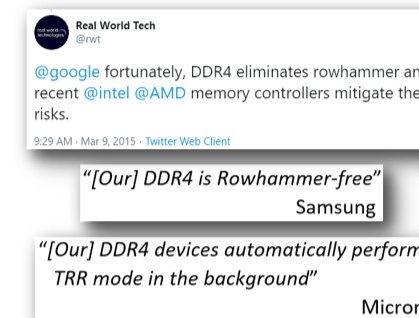 Real World Tech
@rwt
@google fortunately, DDR4 eliminates rowhammer an
recent @intel @AMD memory controllers mitigate the
risks.
9:29 AM · Mar 9, 2015 · Twitter Web Client
“[Our] DDR4 is Rowhammer-free”
Samsung
“[Our] DDR4 devices automatically perform
TRR mode in the background”
Micron